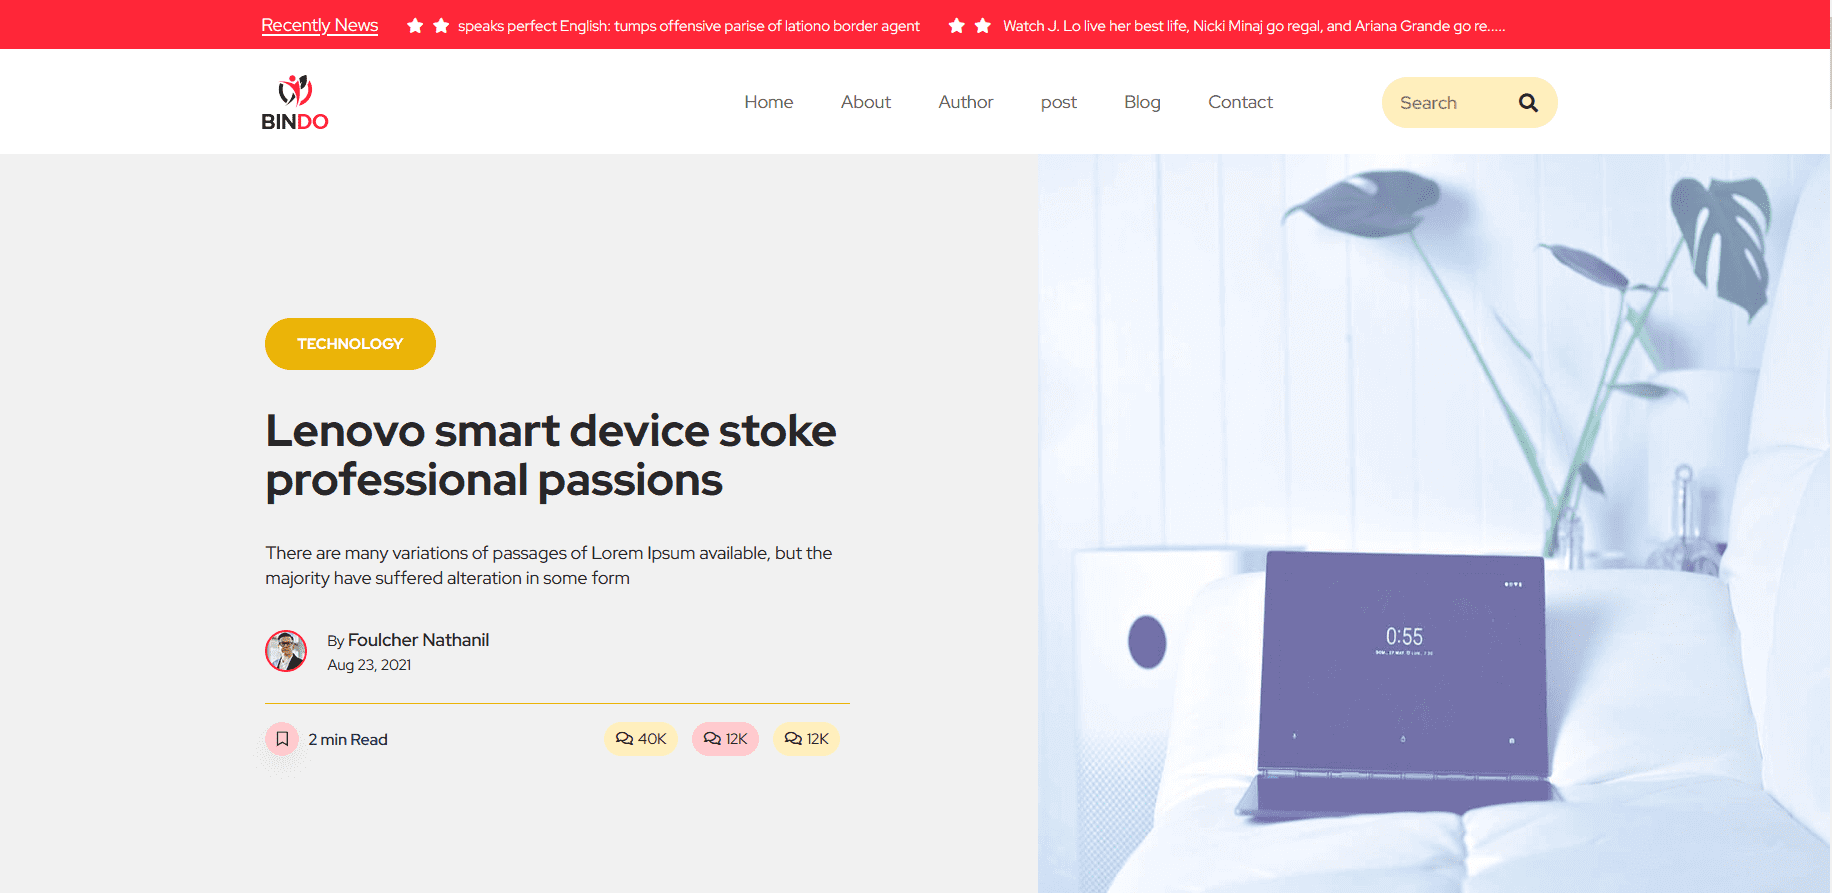 Recently News
speaks perfect English: tumps offensive parise of lationo border agent
Watch J. Lo live her best life, Nicki Minaj go regal, and Ariana Grande go re.....
BINDO
Home
About
Author
post
Blog
Contact
Search
TECHNOLOGY
Lenovo smart device stoke
professional passions
There are many variations of passages of Lorem Ipsum available, but the
majority have suffered alteration in some form
By Foulcher Nathanil
Aug 23, 2021
2 min Read
40K
12K
12K
0:55